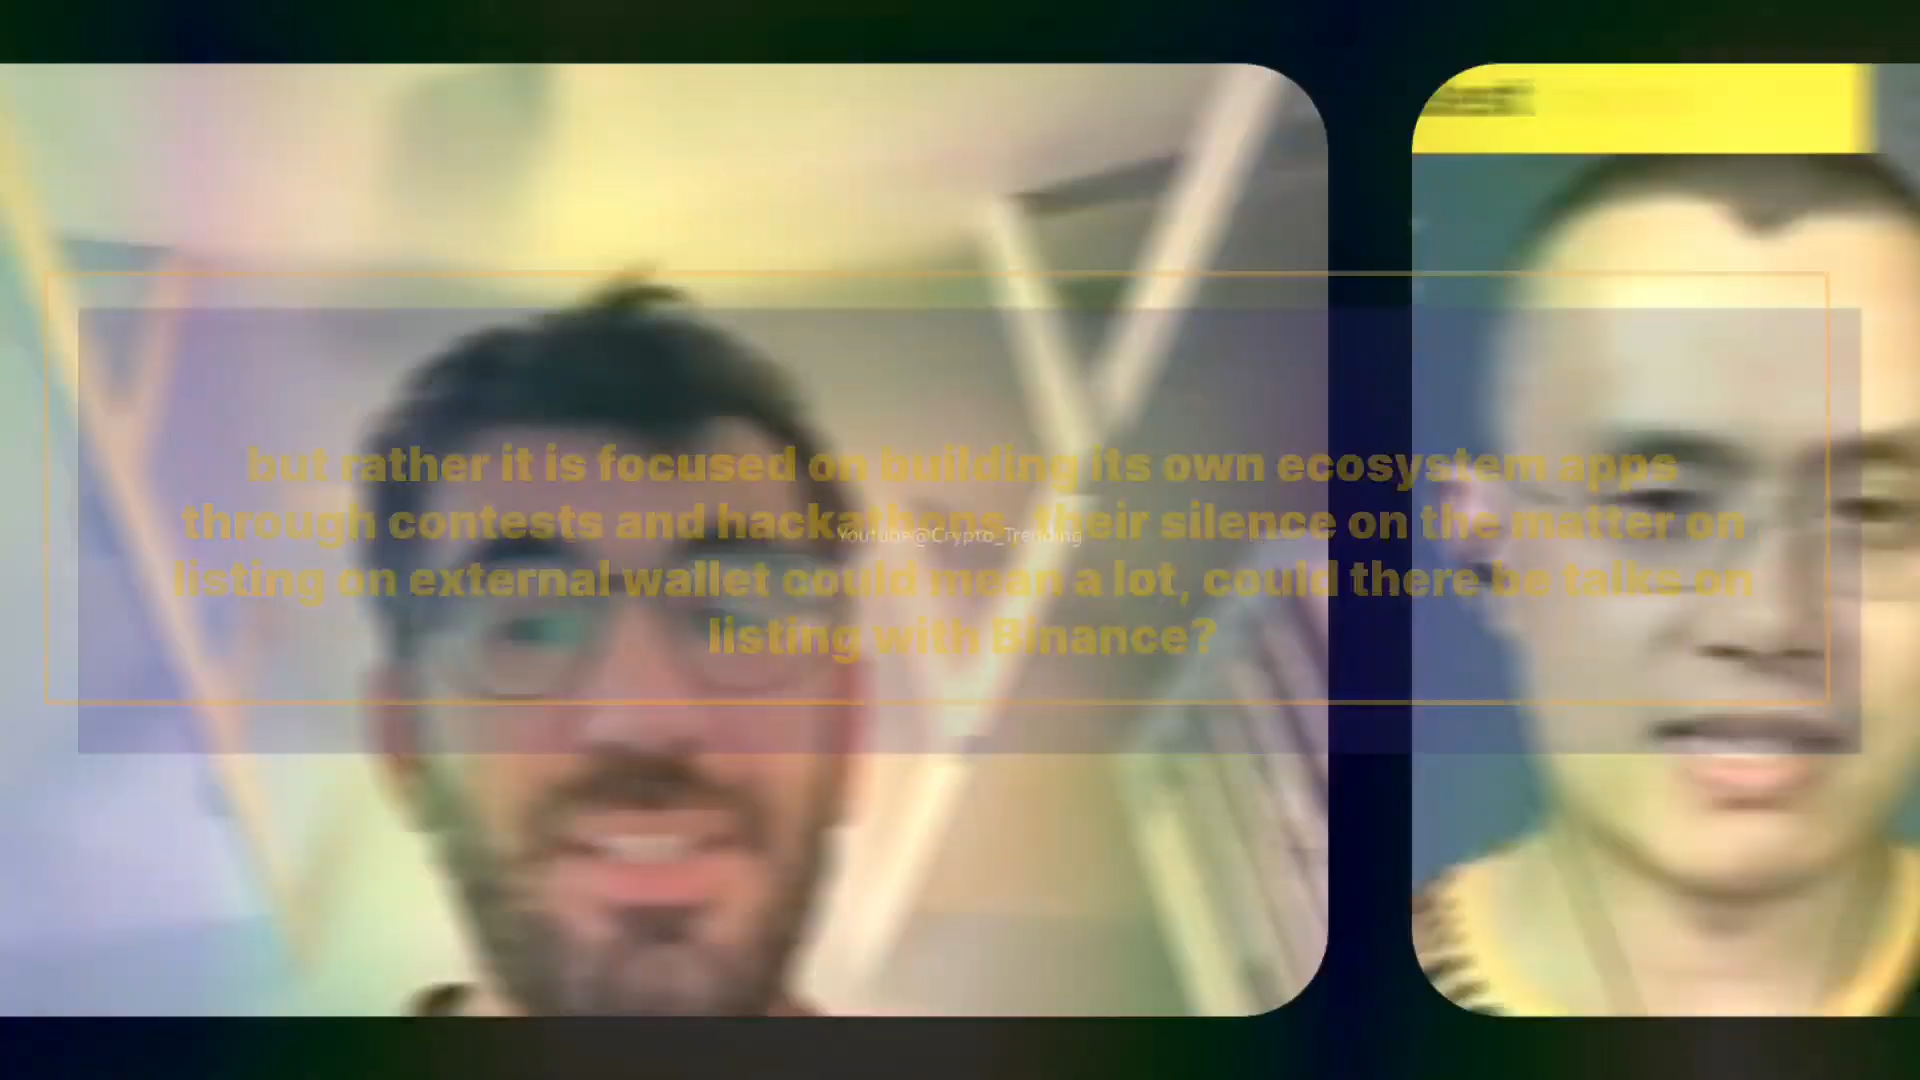 but rather it is focused on building its own ecosystem apps
through contests and hackathons, their silence on the matter on
listing on external wallet could mean a lot, could there be talks on
listing with Binance?
Youtube@Crypto_Trending